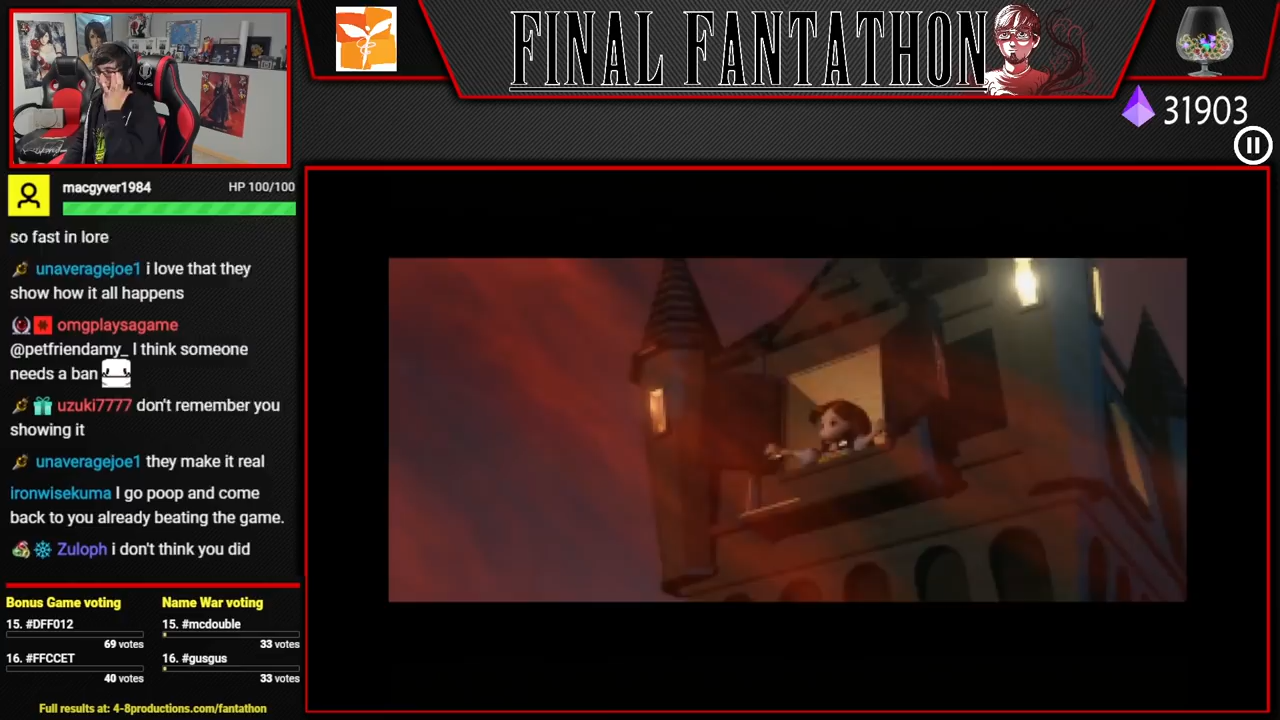 FINAL FANTATHON
31903
macgyver1984 HP 100/100
so fast in lore
unaveragejoe1 i love that they
show how it all happens
omgplaysagame
@petfriendamy_ I think someone
needs a ban
uzuki7777 don't remember you
showing it
unaveragejoe1 they make it real
ironwisekuma I go poop and come
back to you already beating the game.
Zuloph i don't think you did
Bonus Game voting
15. #DFF012
69 votes
16. #FFCCET
40 votes
Name War voting
15. #mcdouble
33 votes
16. #gusgus
33 votes
Full results at: 4-8productions.com/fantathon